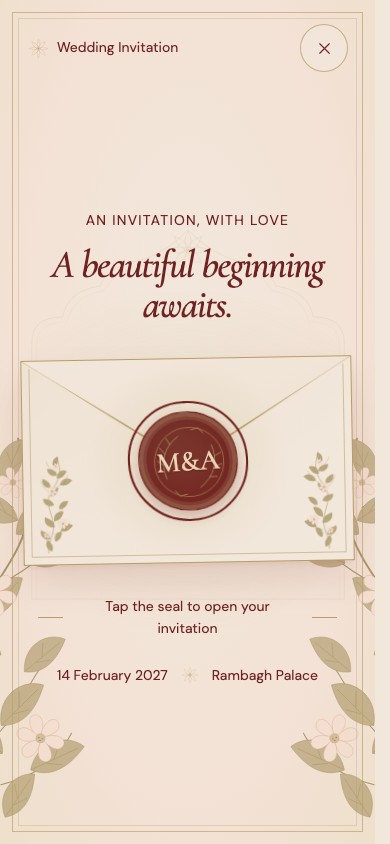 Wedding Invitation
AN INVITATION, WITH LOVE
A beautiful beginning
awaits.
M&A
Tap the seal to open your
invitation
14 February 2027 Rambagh Palace